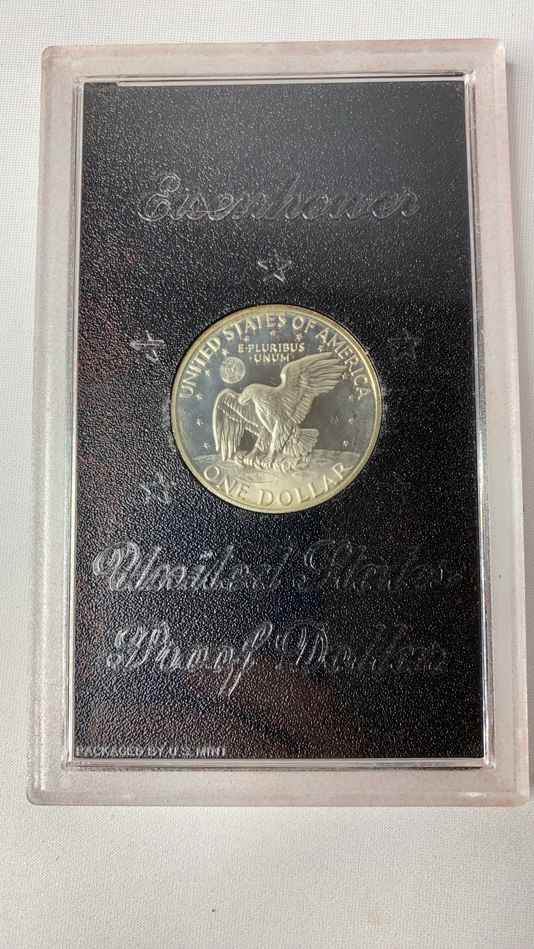 Eisenhower
UNITED STATES OF AMERICA
E·PLURIBUS
·UNUM·
ONE DOLLAR
United States
Proof Dollar
PACKAGED BY U.S. MINT